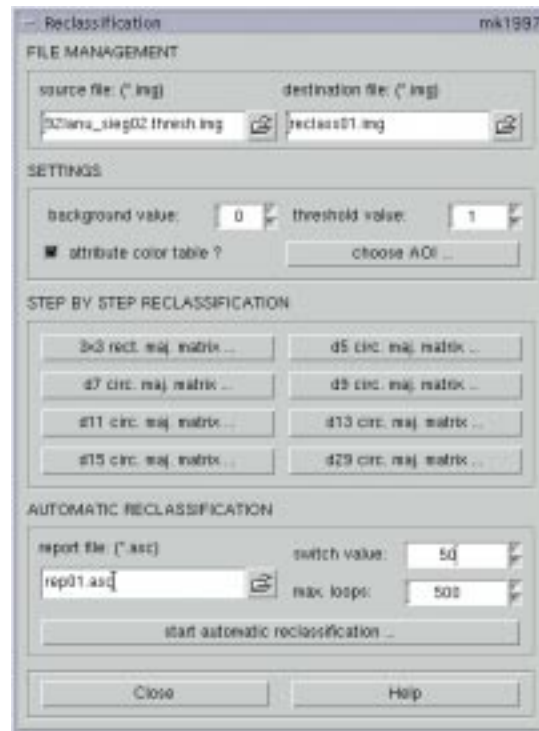 Reclassification mk1997
FILE MANAGEMENT
source file: (*.img) destination file: (*.img)
92lanu_sieg02.thresh.img reclass01.img
SETTINGS
background value: 0 threshold value: 1
attribute color table ? choose AOI ...
STEP BY STEP RECLASSIFICATION
3x3 rect. maj. matrix ... d5 circ. maj. matrix ...
d7 circ. maj. matrix ... d9 circ. maj. matrix ...
d11 circ. maj. matrix ... d13 circ. maj. matrix ...
d15 circ. maj. matrix ... d29 circ. maj. matrix ...
AUTOMATIC RECLASSIFICATION
report file: (*.asc) switch value: 50
rep01.asc max. loops: 500
start automatic reclassification ...
Close Help